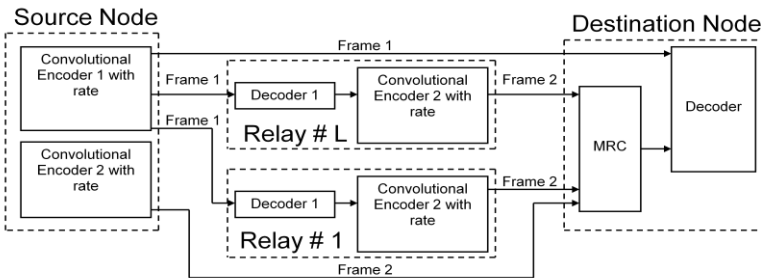 Source Node
Destination Node
Frame 1
Convolutional
Encoder 1 with
rate
Frame 1
Decoder 1
Convolutional
Encoder 2 with
rate
Frame 2
Decoder
Frame 1
Relay # L
MRC
Convolutional
Encoder 2 with
rate
Decoder 1
Convolutional
Encoder 2 with
rate
Frame 2
Relay # 1
Frame 2